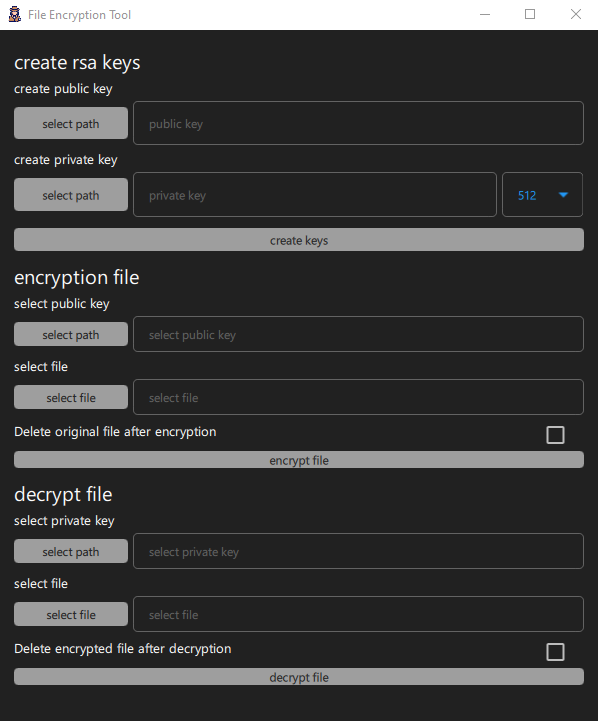 File Encryption Tool
create rsa keys
create public key
select path public key
create private key
select path private key 512
create keys
encryption file
select public key
select path select public key
select file
select file select file
Delete original file after encryption
encrypt file
decrypt file
select private key
select path select private key
select file
select file select file
Delete encrypted file after decryption
decrypt file